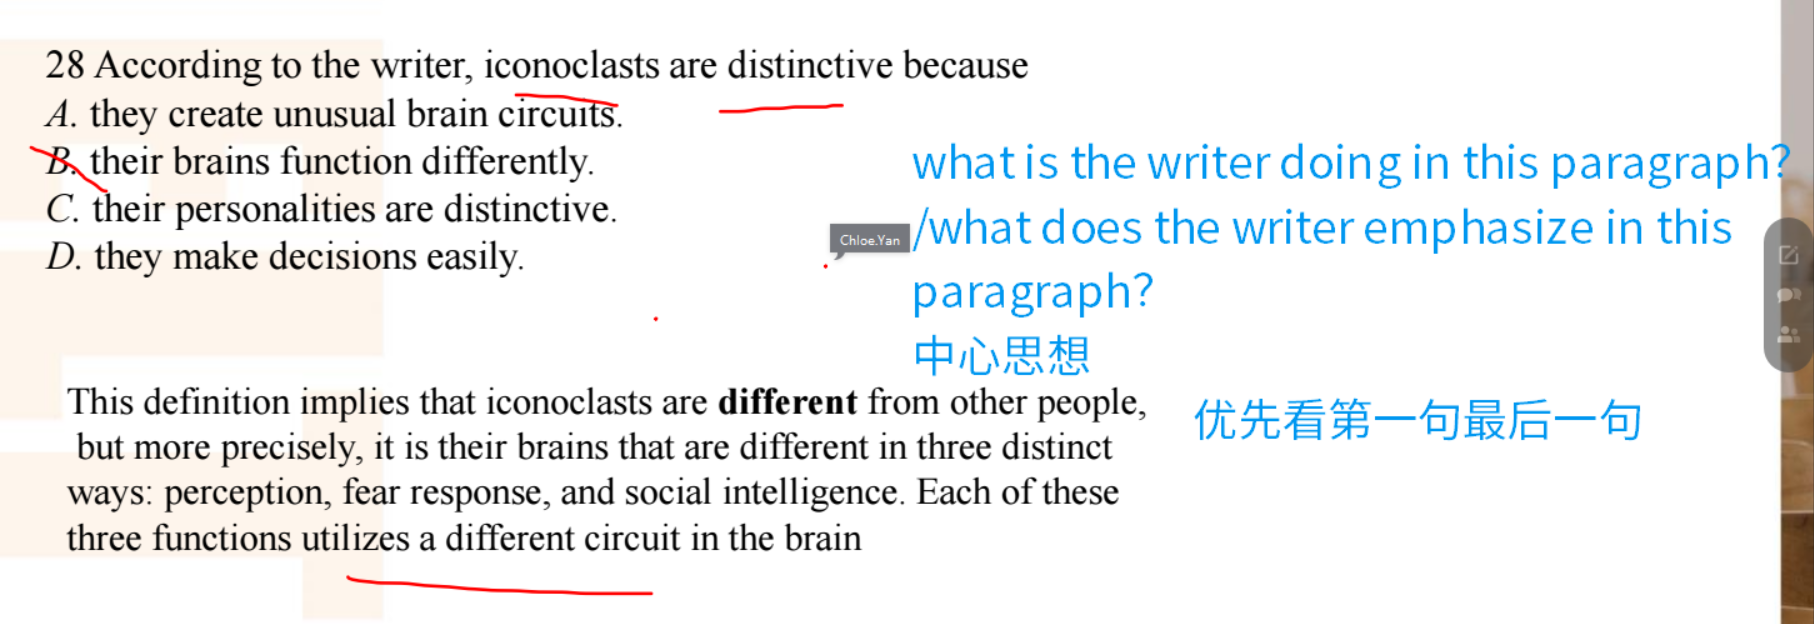 28 According to the writer, iconoclasts are distinctive because
A. they create unusual brain circuits.
B. their brains function differently.
C. their personalities are distinctive.
D. they make decisions easily.
what is the writer doing in this paragraph?
/what does the writer emphasize in this
paragraph?
中心思想
Chloe.Yan
This definition implies that iconoclasts are different from other people,
but more precisely, it is their brains that are different in three distinct
ways: perception, fear response, and social intelligence. Each of these
three functions utilizes a different circuit in the brain
优先看第一句最后一句